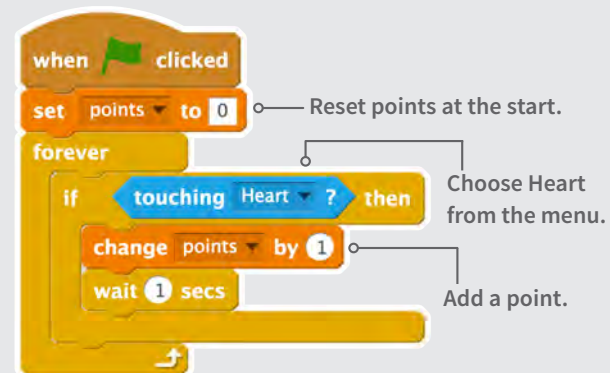 when clicked
set points to 0
Reset points at the start.
forever
if touching Heart ? then
Choose Heart
from the menu.
change points by 1
Add a point.
wait 1 secs